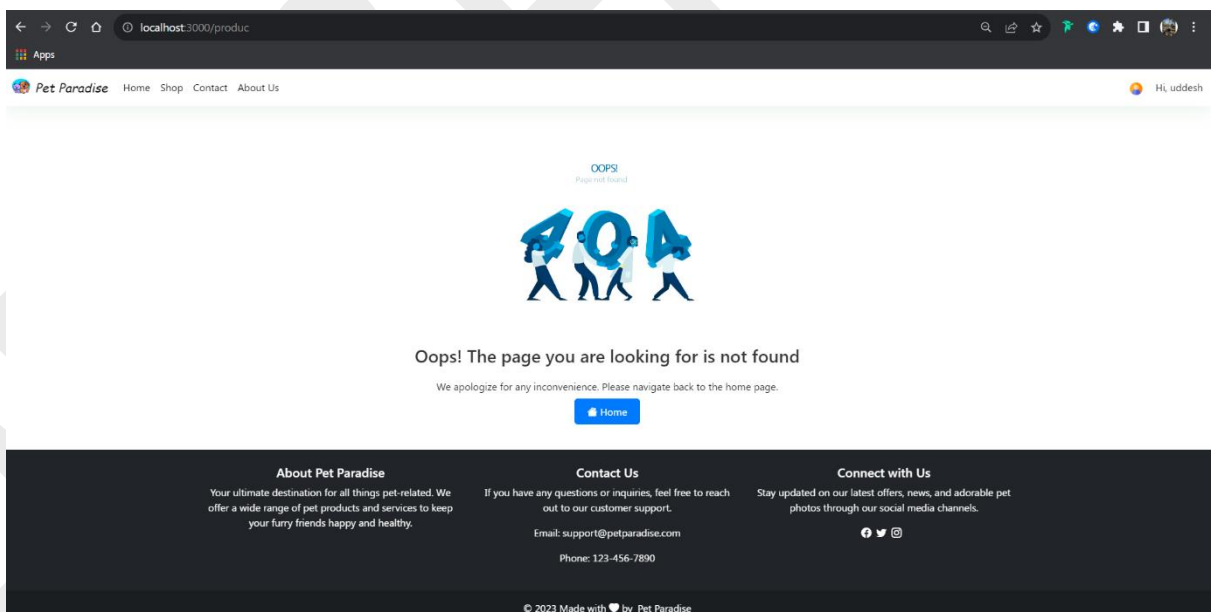 localhost:3000/produc
Apps
Pet Paradise Home Shop Contact About Us Hi, uddesh
OOPS!
Page not found
404
Oops! The page you are looking for is not found
We apologize for any inconvenience. Please navigate back to the home page.
Home
About Pet Paradise
Your ultimate destination for all things pet-related. We
offer a wide range of pet products and services to keep
your furry friends happy and healthy.
Contact Us
If you have any questions or inquiries, feel free to reach
out to our customer support.
Email: support@petparadise.com
Phone: 123-456-7890
Connect with Us
Stay updated on our latest offers, news, and adorable pet
photos through our social media channels.
© 2023 Made with 🤍 by Pet Paradise